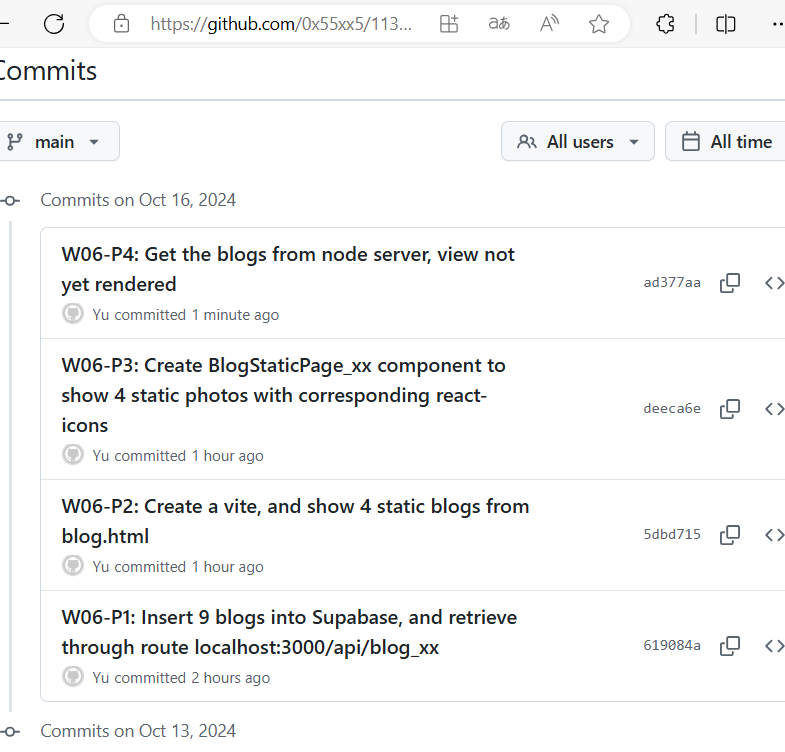 https://github.com/0x55xx5/113...
Commits
main
All users
All time
Commits on Oct 16, 2024
W06-P4: Get the blogs from node server, view not
yet rendered
ad377aa
Yu committed 1 minute ago
W06-P3: Create BlogStaticPage_xx component to
show 4 static photos with corresponding react-
icons
deeca6e
Yu committed 1 hour ago
W06-P2: Create a vite, and show 4 static blogs from
blog.html
5dbd715
Yu committed 1 hour ago
W06-P1: Insert 9 blogs into Supabase, and retrieve
through route localhost:3000/api/blog_xx
619084a
Yu committed 2 hours ago
Commits on Oct 13, 2024